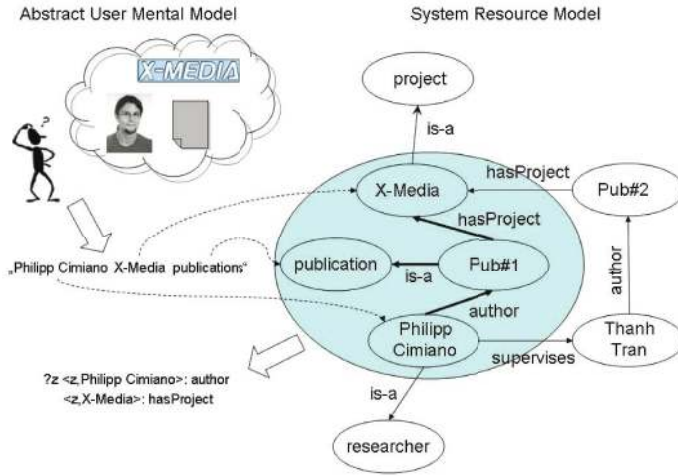 Abstract User Mental Model
System Resource Model
X-MEDIA
?
project
is-a
hasProject
X-Media
Pub#2
hasProject
„Philipp Cimiano X-Media publications“
publication
Pub#1
is-a
author
author
Philipp
Cimiano
Thanh
Tran
supervises
?z <z,Philipp Cimiano>: author
<z,X-Media>: hasProject
is-a
researcher